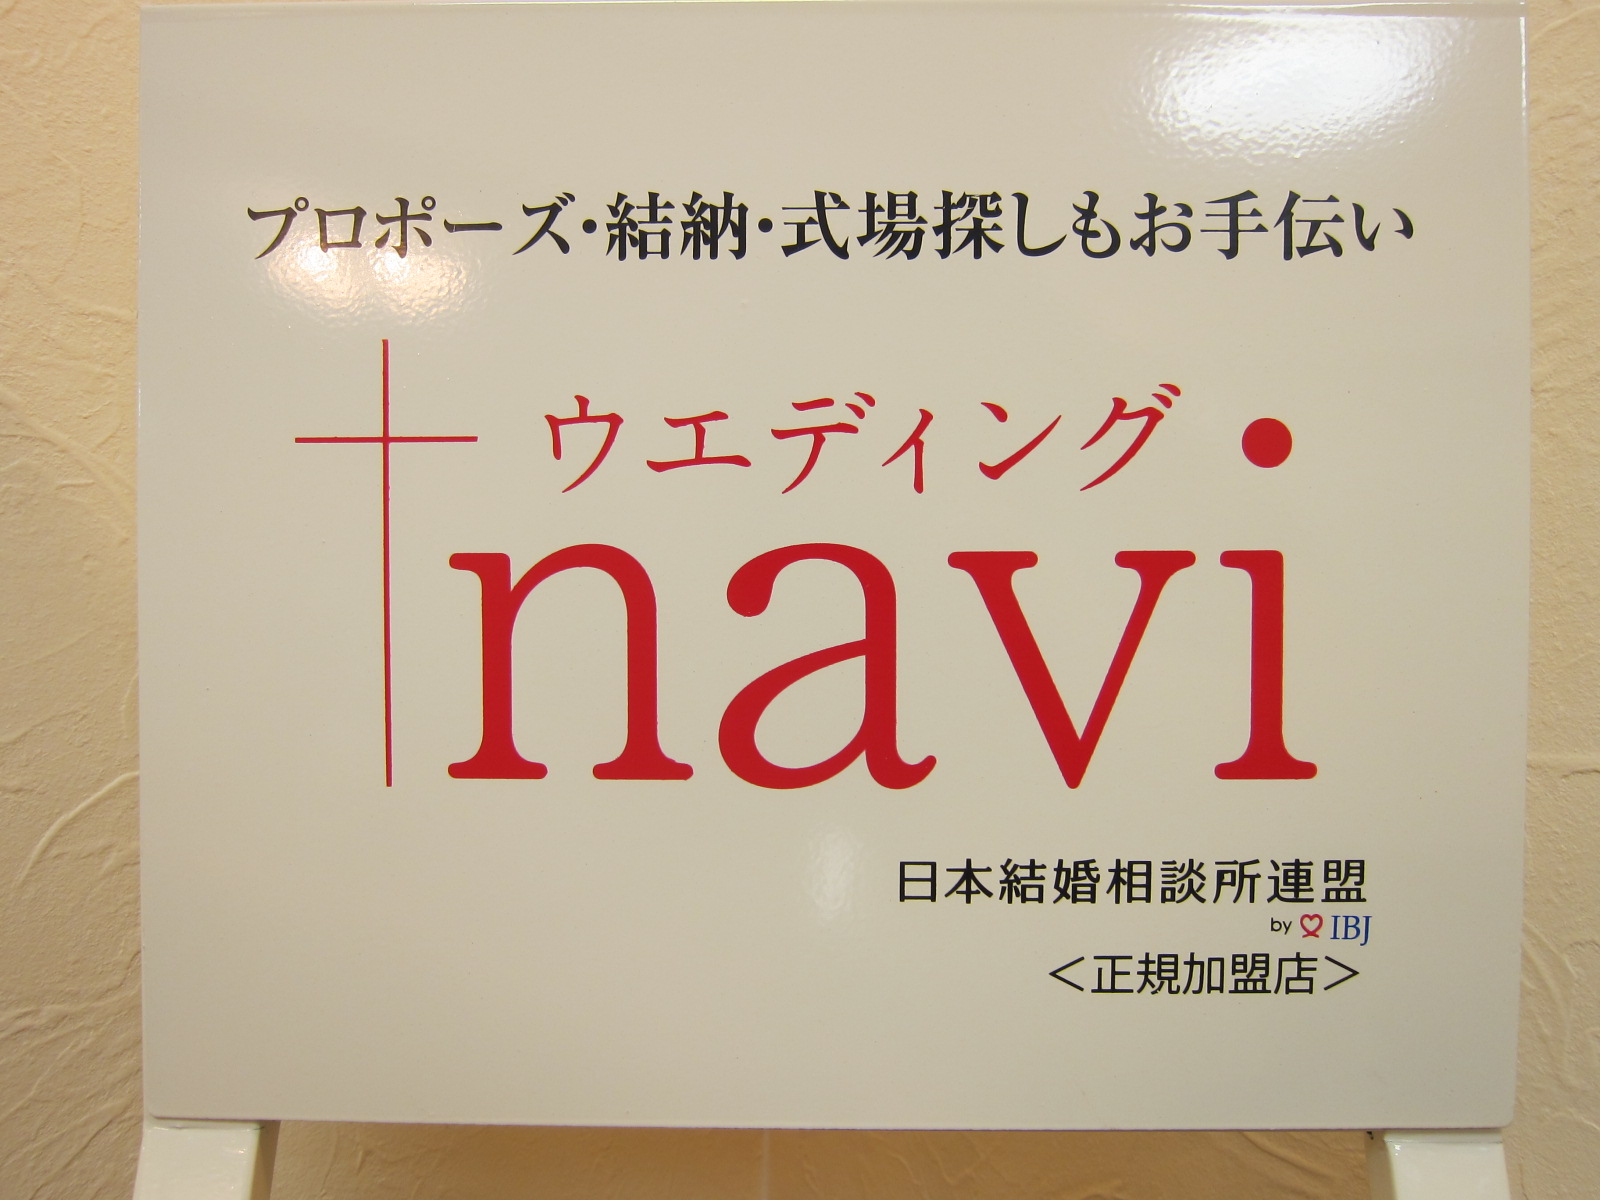 プロポーズ・結納・式場探しもお手伝い
ウエディング・
navi
日本結婚相談所連盟
by IBJ
＜正規加盟店＞